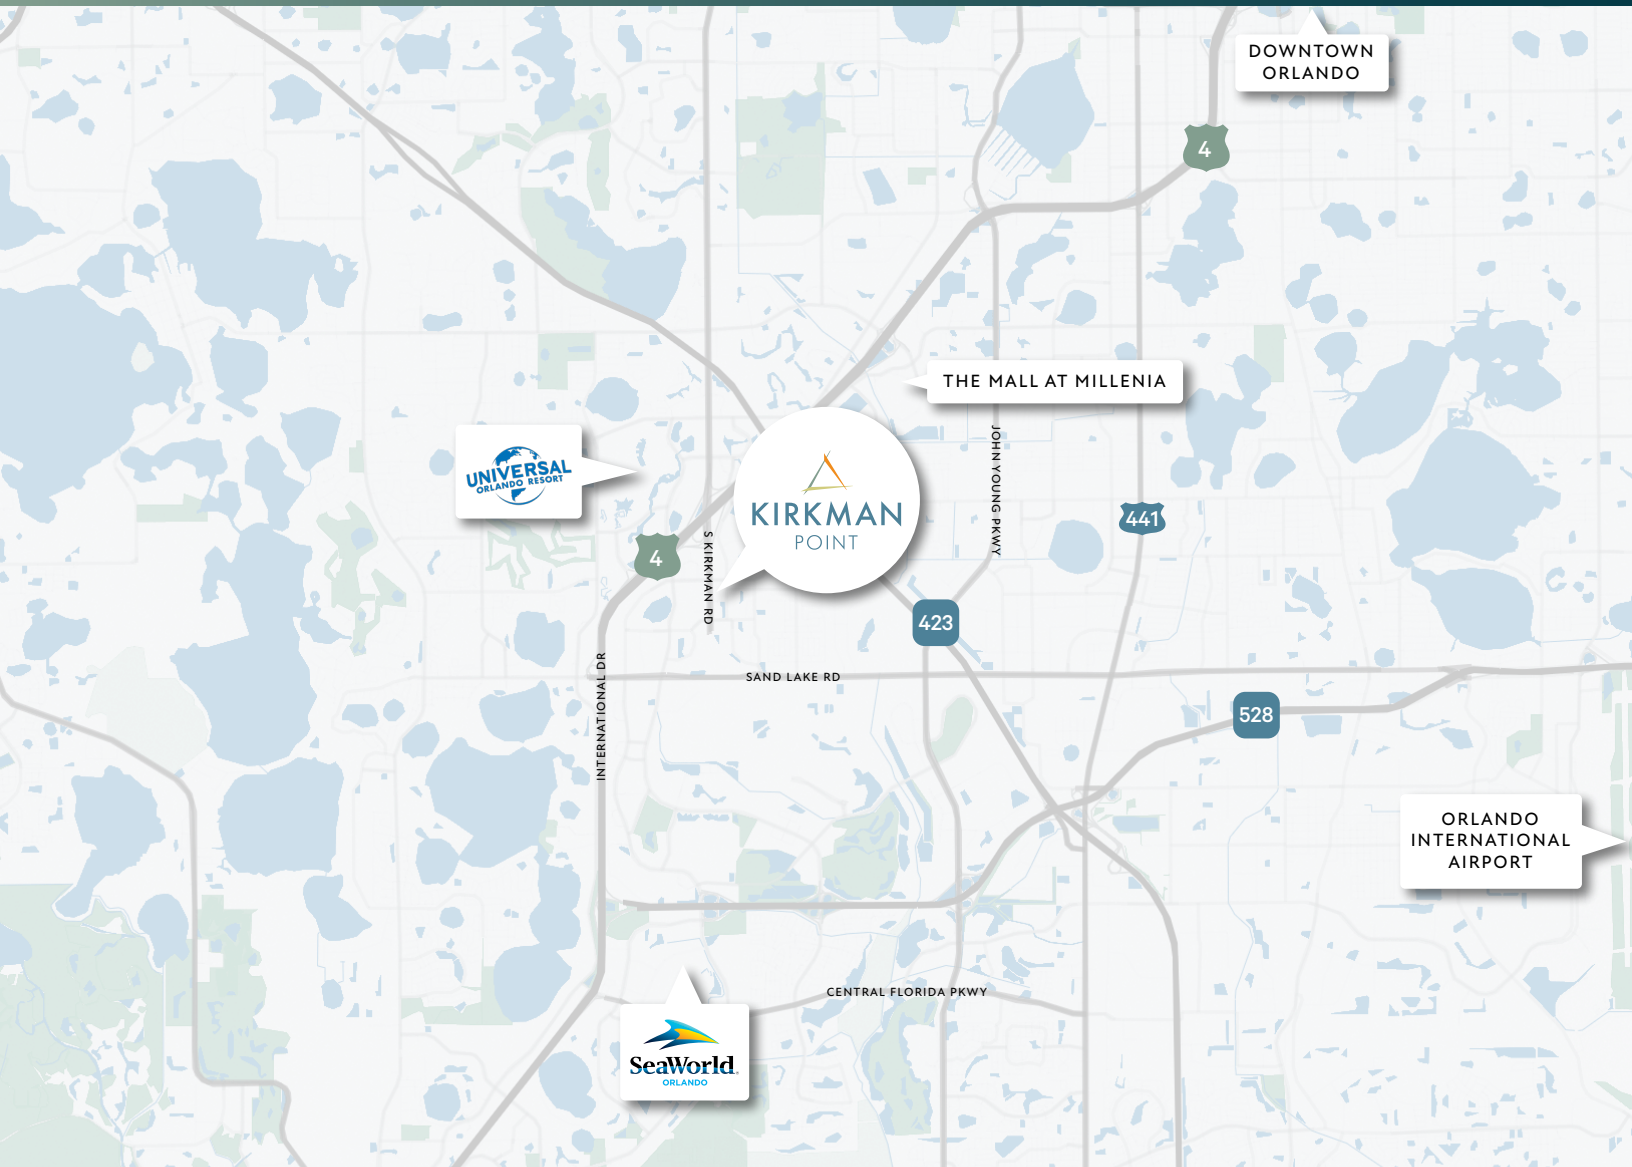 DOWNTOWN
ORLANDO
4
THE MALL AT MILLENIA
JOHN YOUNG PKWY
UNIVERSAL
ORLANDO RESORT
KIRKMAN
POINT
441
4
S KIRKMAN RD
423
SAND LAKE RD
INTERNATIONAL DR
528
ORLANDO
INTERNATIONAL
AIRPORT
CENTRAL FLORIDA PKWY
SeaWorld
ORLANDO